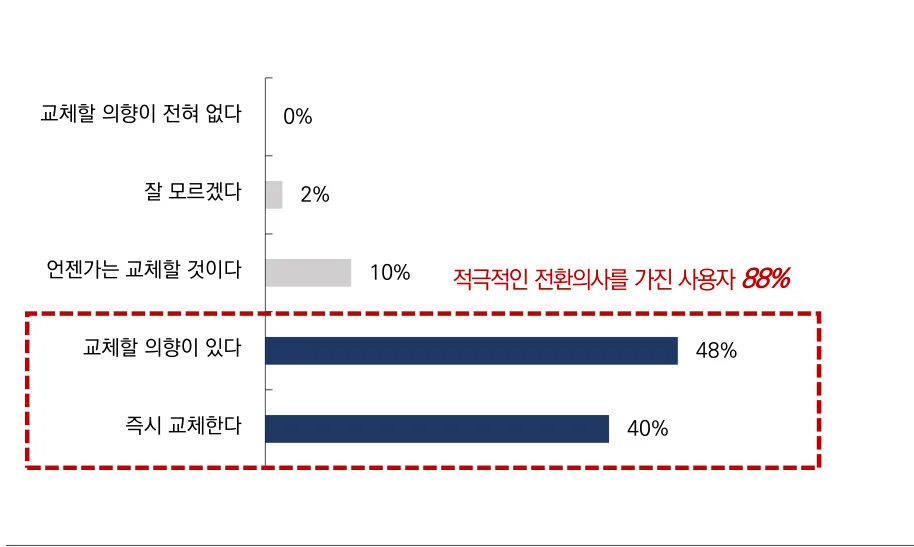 교체할 의향이 전혀 없다 0%
잘 모르겠다 2%
언젠가는 교체할 것이다 10%
적극적인 전환의사를 가진 사용자 88%
교체할 의향이 있다 48%
즉시 교체한다 40%